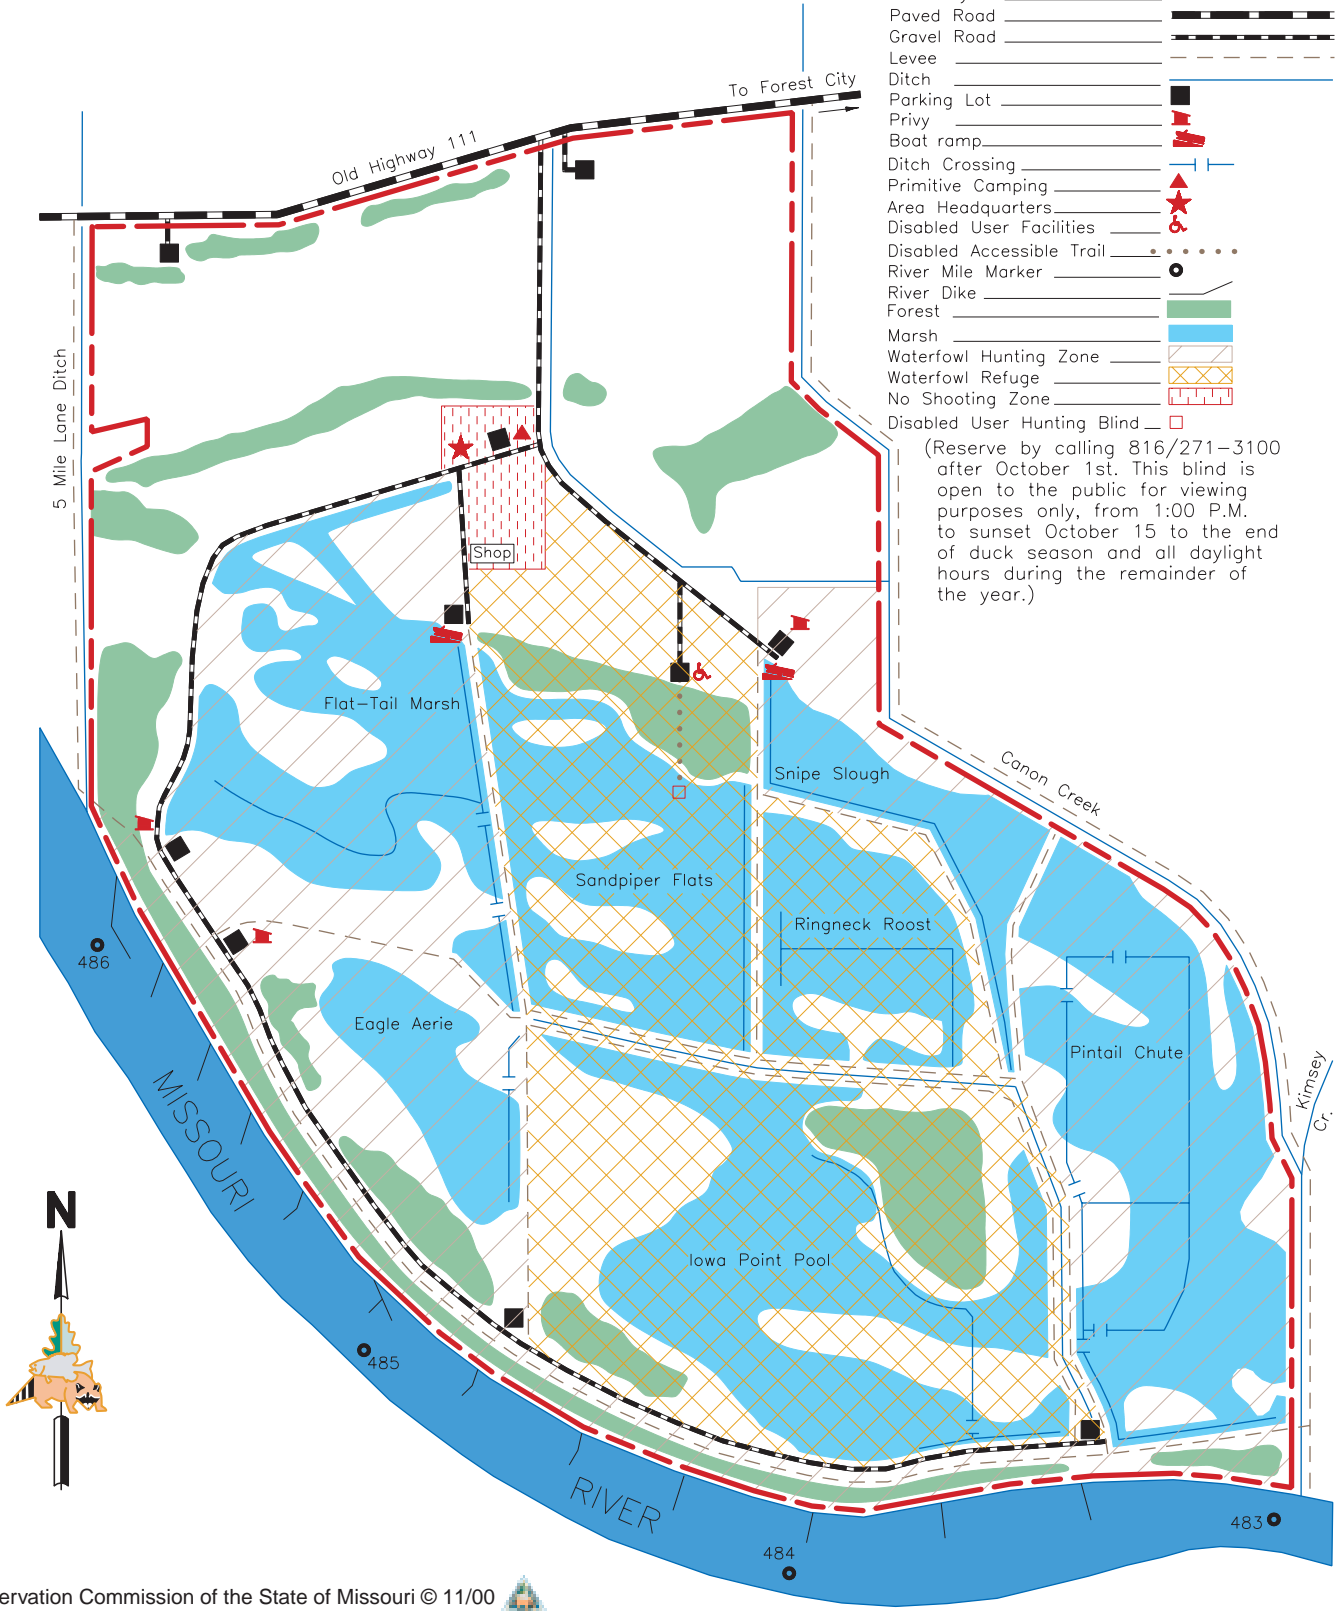 Paved Road
Gravel Road
Levee
Ditch
Parking Lot
Privy
Boat ramp
Ditch Crossing
Primitive Camping
Area Headquarters
Disabled User Facilities
Disabled Accessible Trail
River Mile Marker
River Dike
Forest
Marsh
Waterfowl Hunting Zone
Waterfowl Refuge
No Shooting Zone
Disabled User Hunting Blind
(Reserve by calling 816/271-3100
after October 1st. This blind is
open to the public for viewing
purposes only, from 1:00 P.M.
to sunset October 15 to the end
of duck season and all daylight
hours during the remainder of
the year.)
To Forest City
Old Highway 111
5 Mile Lane Ditch
Shop
Flat-Tail Marsh
Snipe Slough
Canon Creek
Sandpiper Flats
Ringneck Roost
486
Eagle Aerie
Pintail Chute
Kimsey
Cr.
MISSOURI
N
Iowa Point Pool
485
RIVER
483
484
ervation Commission of the State of Missouri © 11/00